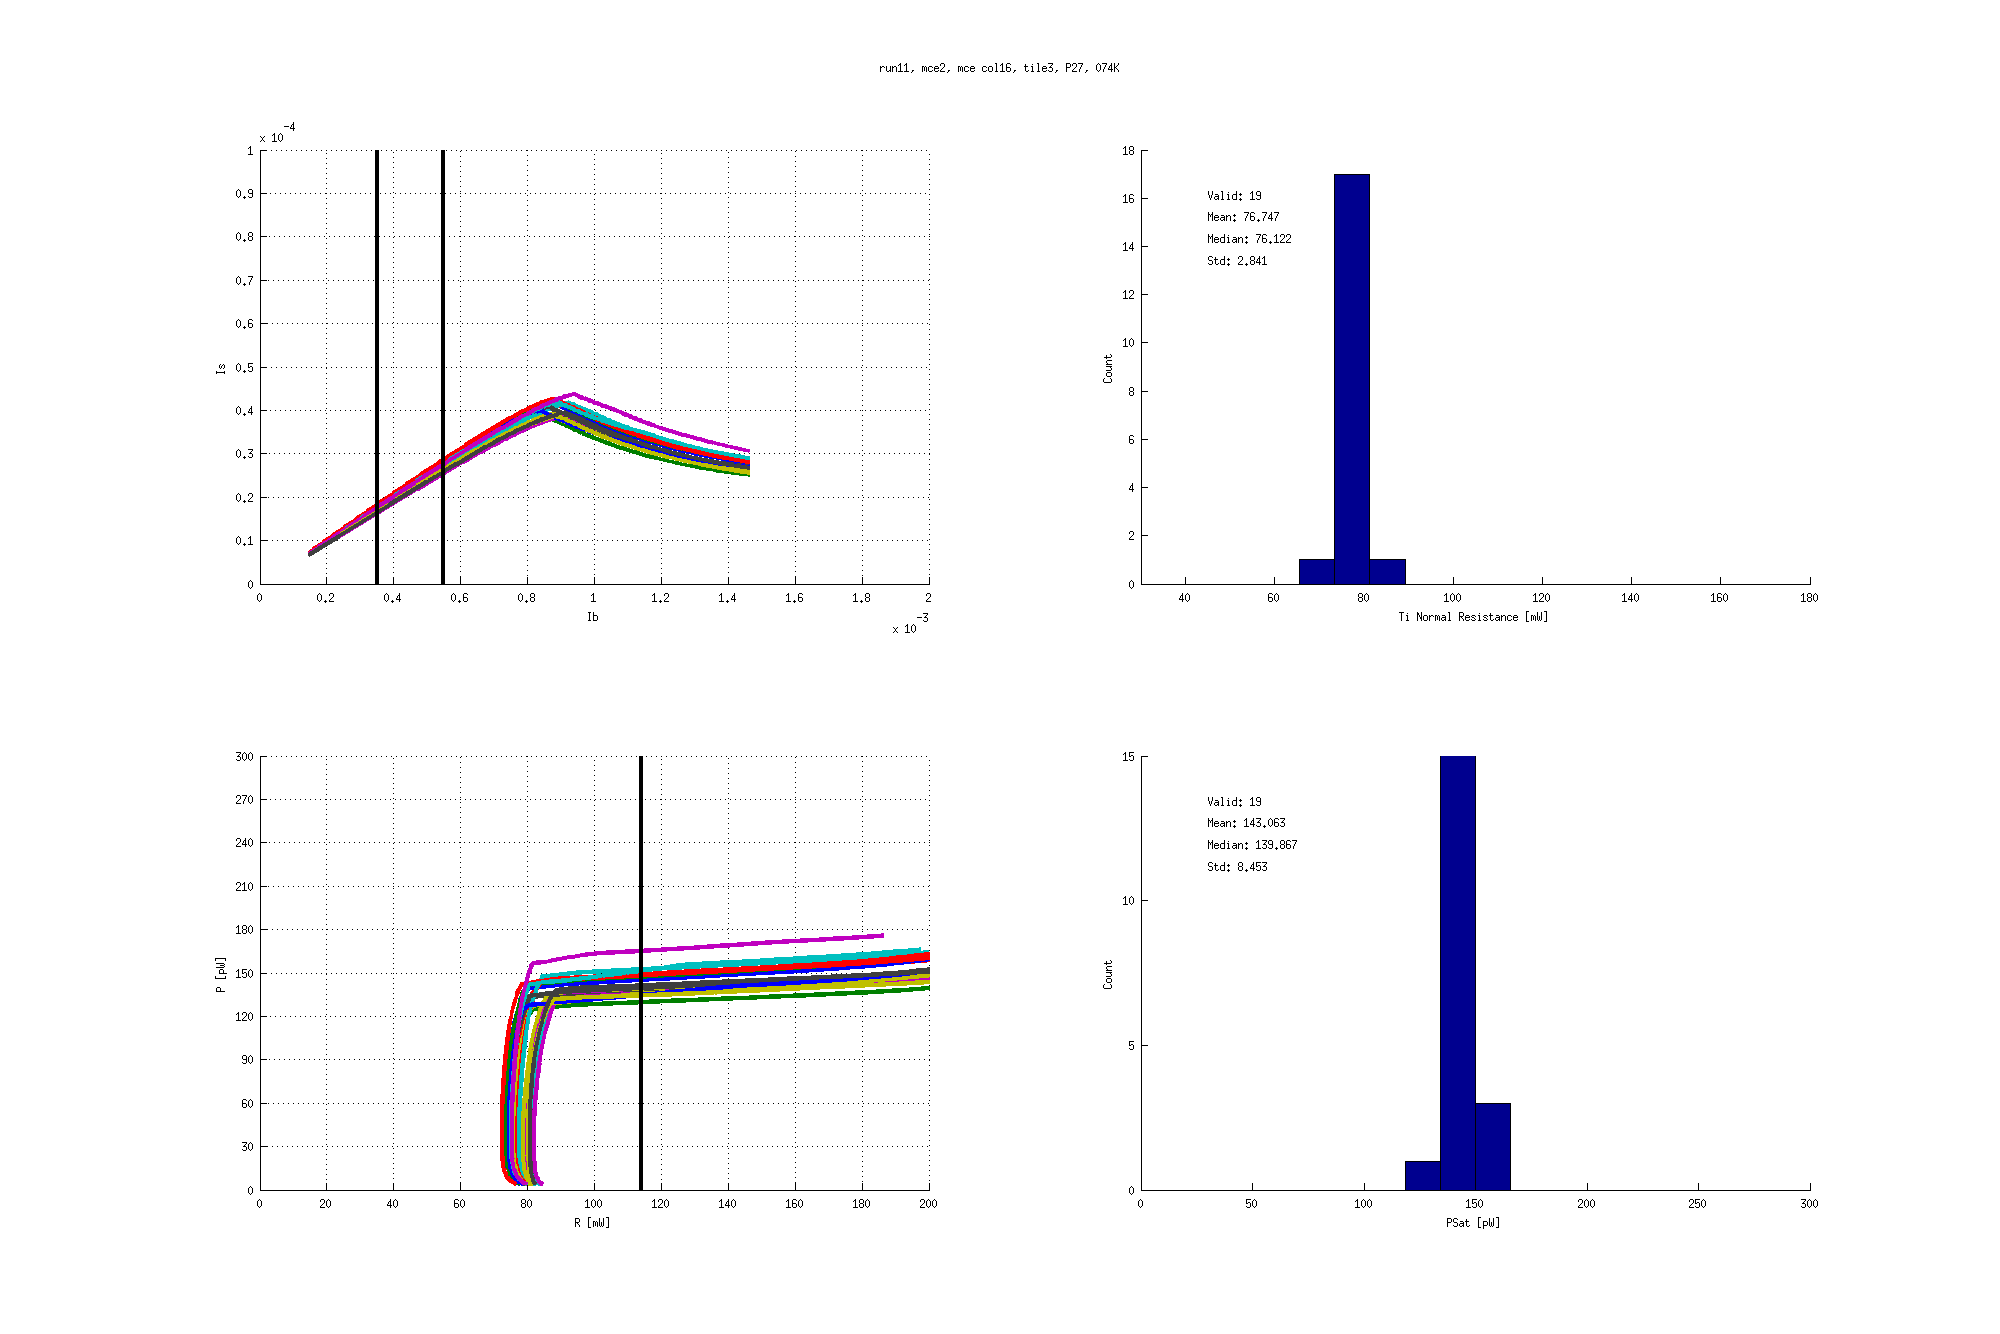 run11, mce2, mce col16, tile3, P27, 074K
x 10^-4
1
0.9
0.8
0.7
0.6
0.5
0.4
0.3
0.2
0.1
0
Is
0 0.2 0.4 0.6 0.8 1 1.2 1.4 1.6 1.8 2
Ib
x 10^-3
18
16
14
12
10
8
6
4
2
0
Count
Valid: 19
Mean: 76.747
Median: 76.122
Std: 2.841
40 60 80 100 120 140 160 180
Ti Normal Resistance [mW]
300
270
240
210
180
150
120
90
60
30
0
P [pW]
0 20 40 60 80 100 120 140 160 180 200
R [mW]
15
10
5
0
Count
Valid: 19
Mean: 143.063
Median: 139.867
Std: 8.453
0 50 100 150 200 250 300
PSat [pW]